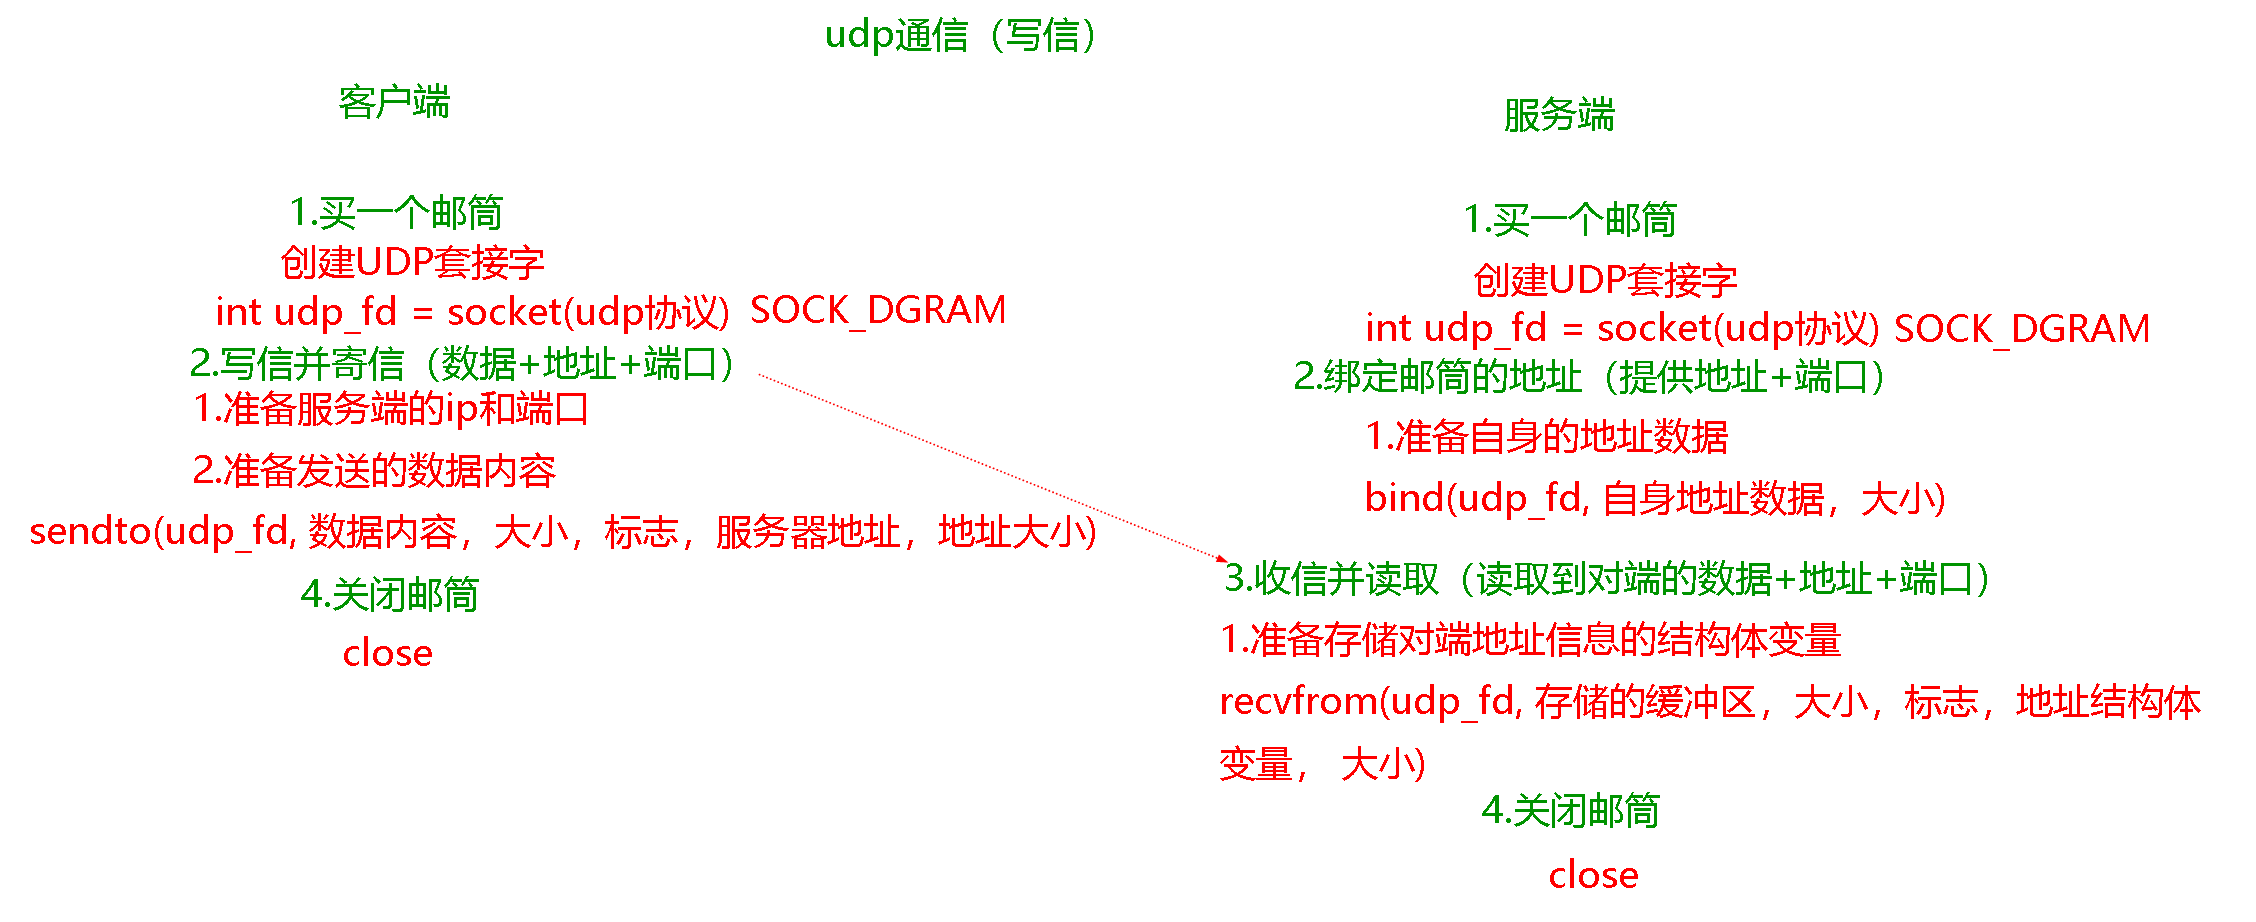 udp通信（写信）
客户端
1.买一个邮筒
创建UDP套接字
int udp_fd = socket(udp协议) SOCK_DGRAM
2.写信并寄信（数据+地址+端口）
1.准备服务端的ip和端口
2.准备发送的数据内容
sendto(udp_fd, 数据内容，大小，标志，服务器地址，地址大小)
4.关闭邮筒
close
服务端
1.买一个邮筒
创建UDP套接字
int udp_fd = socket(udp协议) SOCK_DGRAM
2.绑定邮筒的地址（提供地址+端口）
1.准备自身的地址数据
bind(udp_fd, 自身地址数据，大小)
3.收信并读取（读取到对端的数据+地址+端口）
1.准备存储对端地址信息的结构体变量
recvfrom(udp_fd, 存储的缓冲区，大小，标志，地址结构体
变量， 大小)
4.关闭邮筒
close